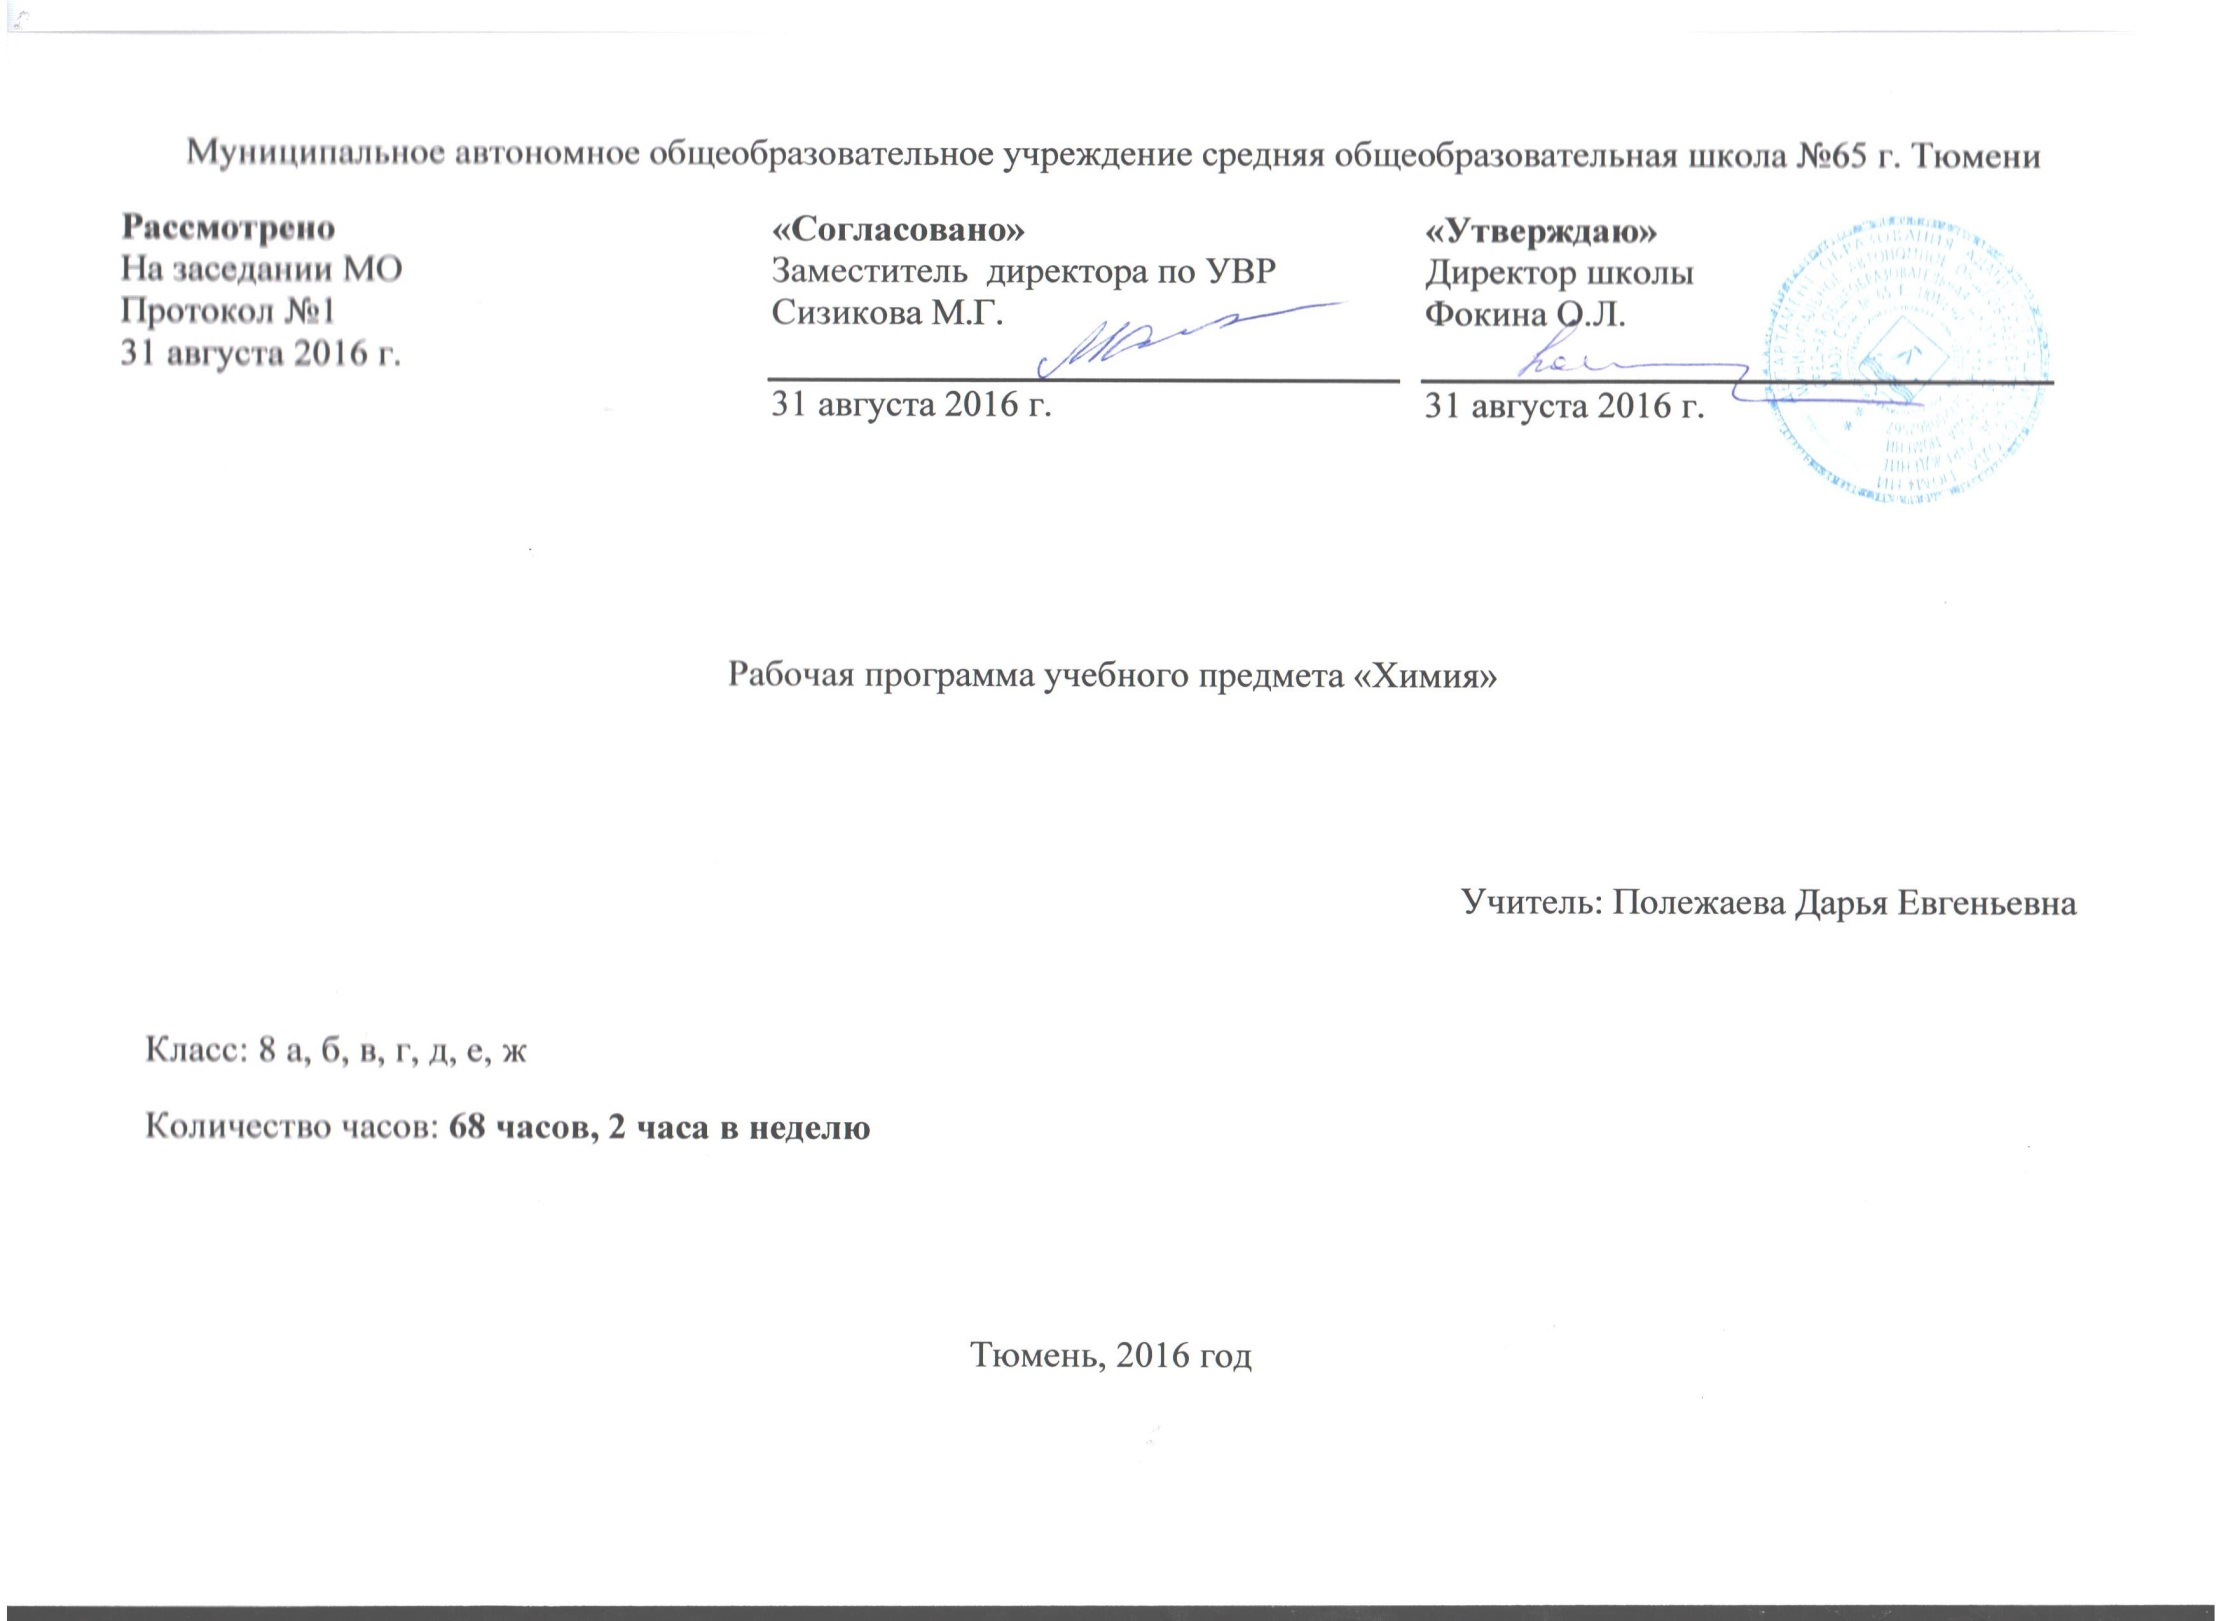 Муниципальное автономное общеобразовательное учреждение средняя общеобразовательная школа №65 г. Тюмени
Рассмотрено
На заседании МО
Протокол №1
31 августа 2016 г.
«Согласовано»
Заместитель директора по УВР
Сизикова М.Г.
31 августа 2016 г.
«Утверждаю»
Директор школы
Фокина О.Л.
31 августа 2016 г.
Рабочая программа учебного предмета «Химия»
Учитель: Полежаева Дарья Евгеньевна
Класс: 8 а, б, в, г, д, е, ж
Количество часов: 68 часов, 2 часа в неделю
Тюмень, 2016 год